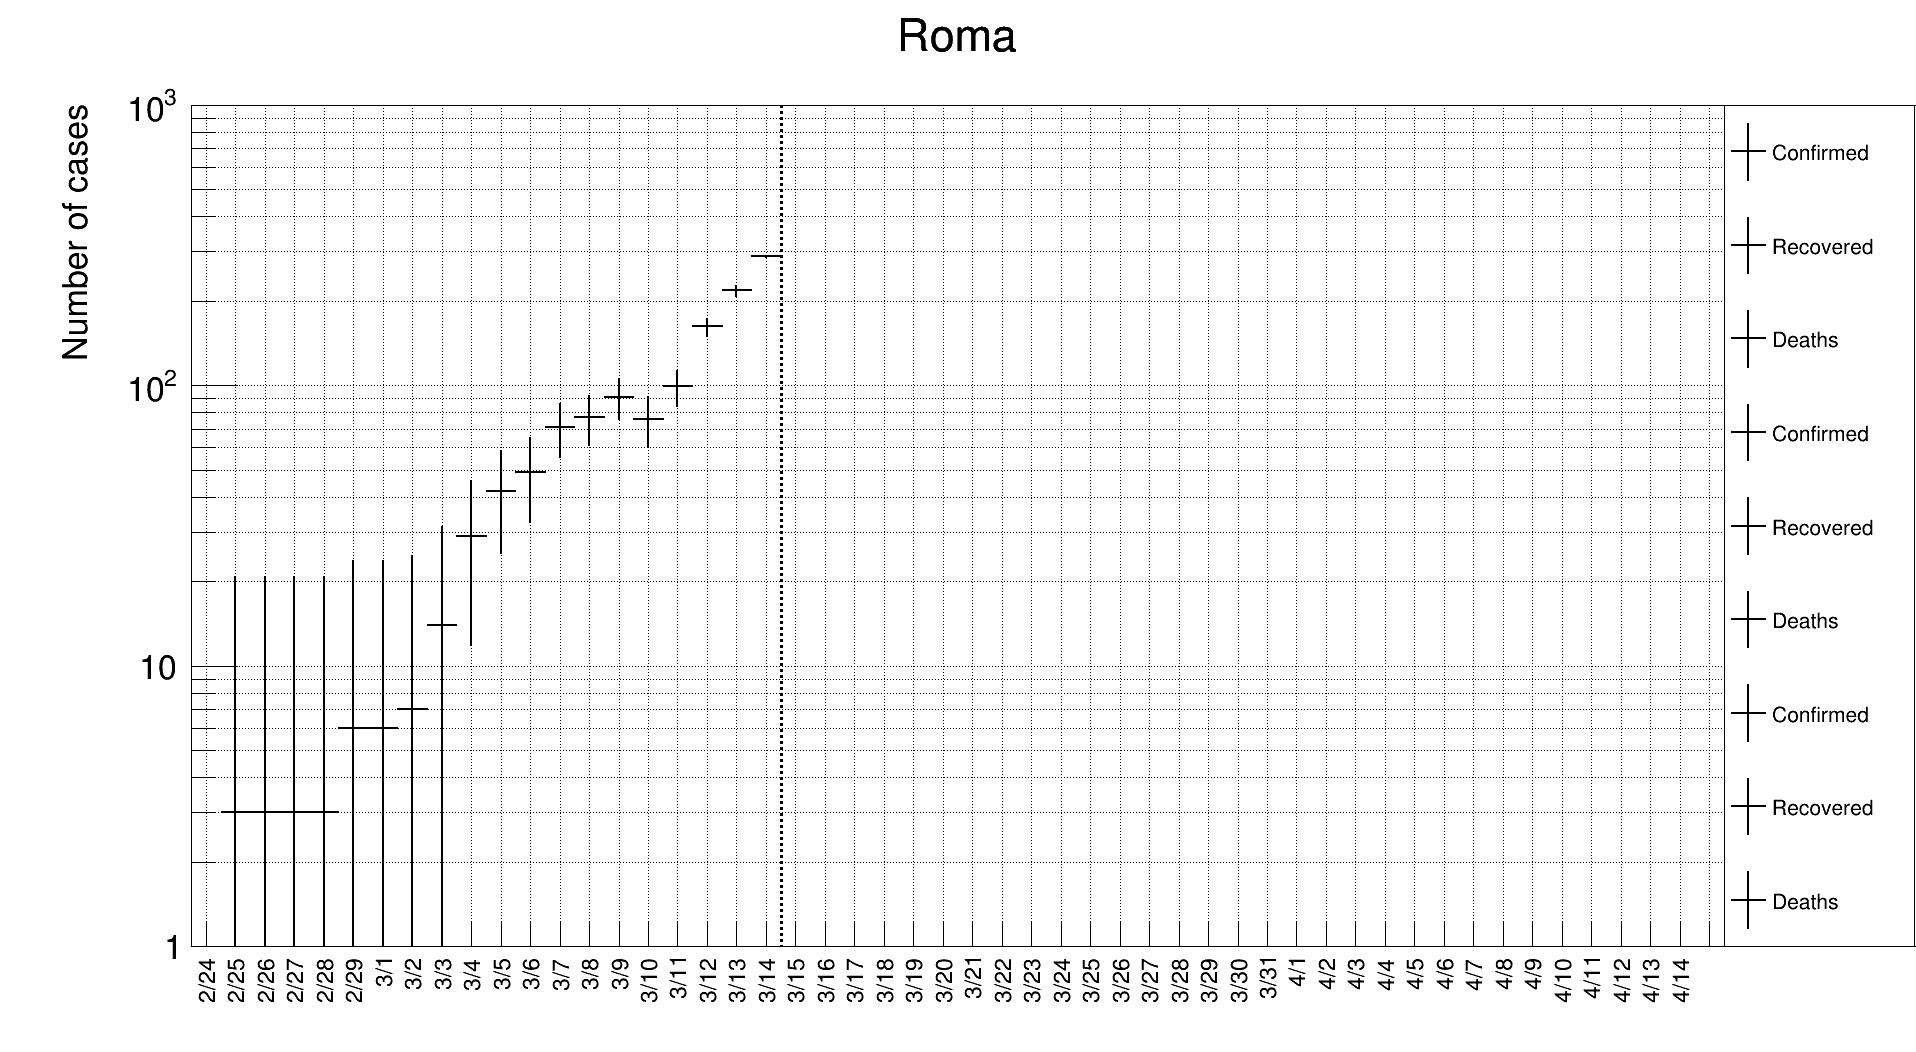 Roma
Number of cases
10³
10²
10
1
2/24 2/25 2/26 2/27 2/28 2/29 3/1 3/2 3/3 3/4 3/5 3/6 3/7 3/8 3/9 3/10 3/11 3/12 3/13 3/14 3/15 3/16 3/17 3/18 3/19 3/20 3/21 3/22 3/23 3/24 3/25 3/26 3/27 3/28 3/29 3/30 3/31 4/1 4/2 4/3 4/4 4/5 4/6 4/7 4/8 4/9 4/10 4/11 4/12 4/13 4/14
Confirmed
Recovered
Deaths
Confirmed
Recovered
Deaths
Confirmed
Recovered
Deaths